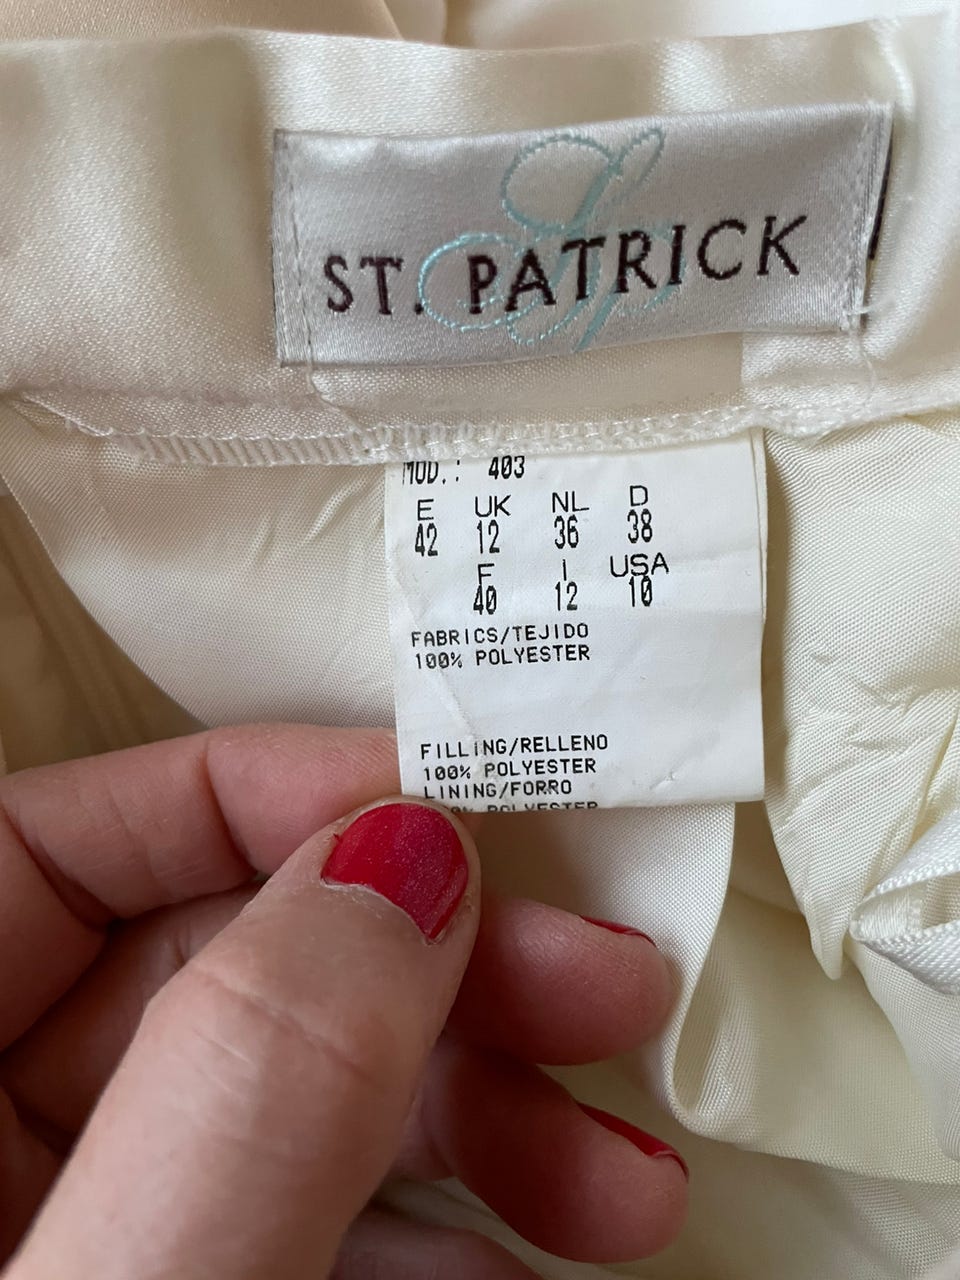 ST. PATRICK
MOD.: 403
E UK NL D
42 12 36 38
F I USA
40 12 10
FABRICS/TEJIDO
100% POLYESTER
FILLING/RELLENO
100% POLYESTER
LINING/FORRO
POLYESTER